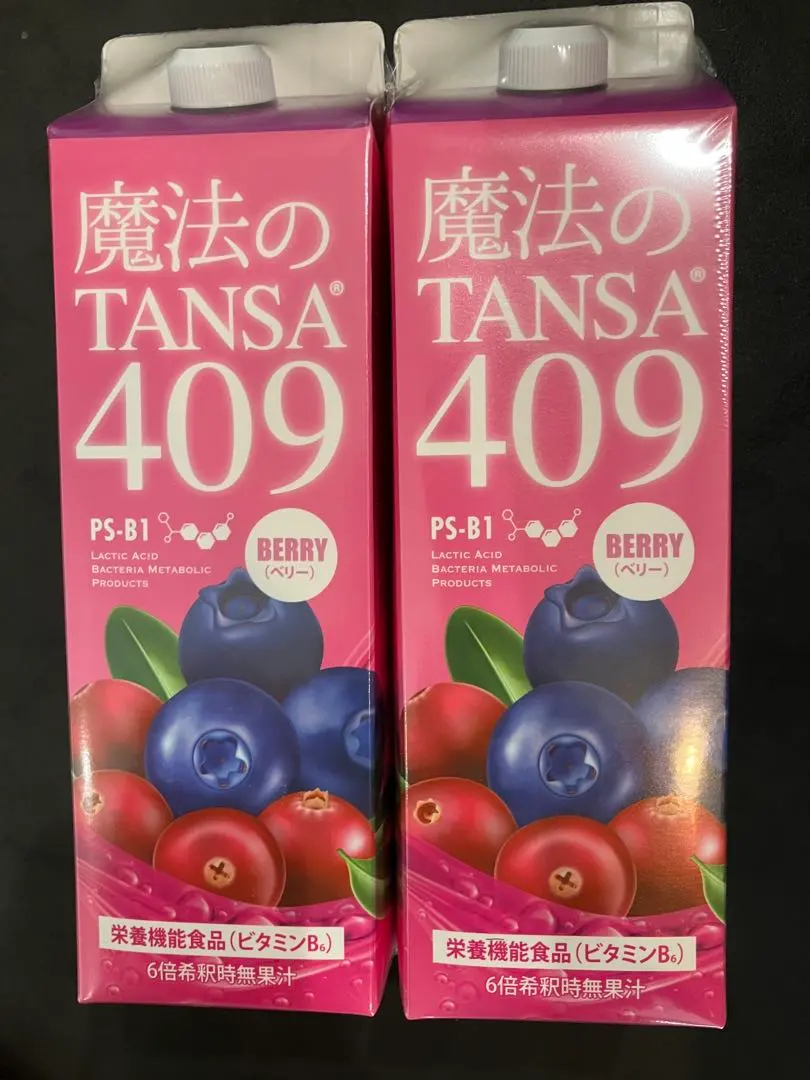 魔法の
TANSA®
409
PS-B1
LACTIC ACID
BACTERIA METABOLIC
PRODUCTS
BERRY
(ベリー)
栄養機能食品(ビタミンB₆)
6倍希釈時無果汁
魔法の
TANSA®
409
PS-B1
LACTIC ACID
BACTERIA METABOLIC
PRODUCTS
BERRY
(ベリー)
栄養機能食品(ビタミンB₆)
6倍希釈時無果汁